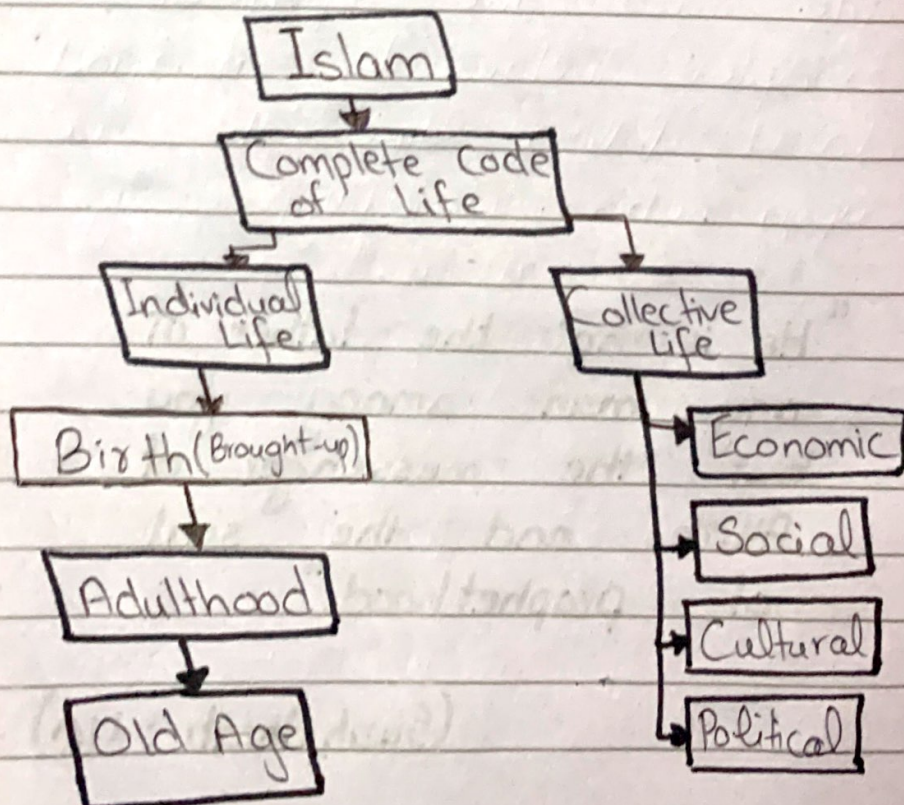 Islam
Complete Code
of Life
Individual
Life
Collective
Life
Birth (Brought-up)
Adulthood
Old Age
Economic
Social
Cultural
Political